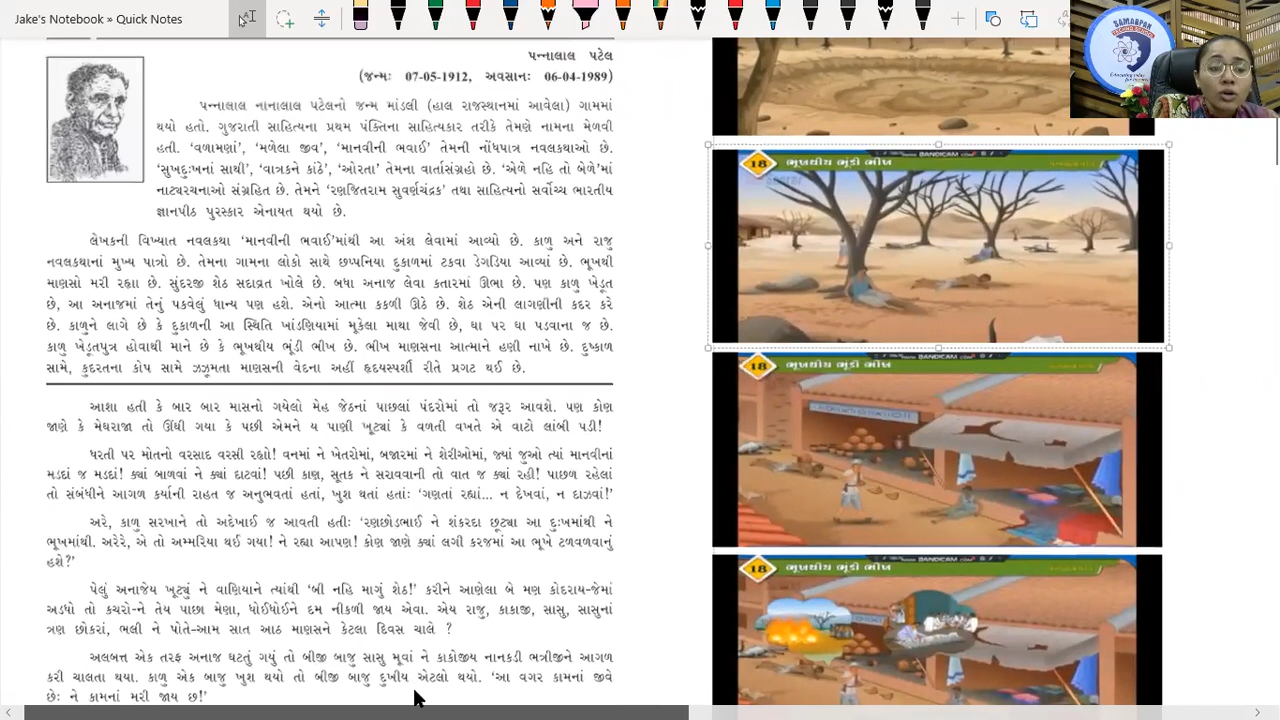 Jake's Notebook » Quick Notes
SAMARPAN
પન્નાલાલ પટેલ
(જન્મ: 07-05-1912, અવસાન: 06-04-1989)
પન્નાલાલ નાનાલાલ પટેલનો જન્મ માંડલી (હાલ રાજસ્થાનમાં આવેલા) ગામમાં
થયો હતો. ગુજરાતી સાહિત્યના પ્રથમ પંક્તિના સાહિત્યકાર તરીકે તેમણે નામના મેળવી
હતી. ‘વળામણાં’, ‘મળેલા જીવ’, ‘માનવીની ભવાઈ’ તેમની નોંધપાત્ર નવલકથાઓ છે.
‘સુખદુઃખનાં સાથી’, ‘વાત્રકને કાંઠે’, નામના વાર્તાસંગ્રહો છે. ‘એળે નહિ તો બેળે’માં
નાટ્યરચનાઓ સંગ્રહિત છે. તેમને ‘રણજિતરામ સુવર્ણચંદ્રક’ તથા સાહિત્યનો સર્વોચ્ચ ભારતીય
જ્ઞાનપીઠ પુરસ્કાર એનાયત થયો છે.
લેખકની વિખ્યાત નવલકથા ‘માનવીની ભવાઈ’માંથી આ અંશ લેવામાં આવ્યો છે. કાળુ અને રાજુ
નવલકથાનાં મુખ્ય પાત્રો છે. તેમના ગામના લોકો સાથે છપ્પનિયા દુકાળમાં ટકવા ડેગડિયા આવ્યાં છે. ભૂખથી
માણસો મરી રહ્યા છે. સુંદરજી શેઠ સદાવ્રત ખોલે છે. બધા અનાજ લેવા કતારમાં ઊભા છે. પણ કાળુ ખેડૂત
છે, આ અનાજમાં તેનું પકવેલું ધાન્ય પણ હશે. એનો આત્મા કકળી ઊઠે છે. શેઠ એની લાગણીની કદર કરે
છે. કાળુને લાગે છે કે દુકાળની આ સ્થિતિ ખાંડણિયામાં મૂકેલા માથા જેવી છે, ઘા પર ઘા પડવાના જ છે.
કાળુ ખેડૂતપુત્ર હોવાથી માને છે કે ભૂખથીય ભૂંડી ભીખ છે. ભીખ માણસના આત્માને હણી નાખે છે. દુષ્કાળ
સામે, કુદરતના કોપ સામે ઝઝૂમતા માણસની વેદના અહીં હૃદયસ્પર્શી રીતે પ્રગટ થઈ છે.
આશા હતી કે બાર બાર માસનો ગયેલો મેહ જેઠનાં પાછલાં પંદરોમાં તો જરૂર આવશે. પણ કોણ
જાણે કે મેઘરાજા તો ઊંઘી ગયા કે પછી એમને ય પાણી ખૂટ્યાં કે વળતી વખતે એ વાટો લાંબી પડી!
ધરતી પર મોતનો વરસાદ વરસી રહ્યો! વનમાં ને ખેતરોમાં, બજારમાં ને શેરીઓમાં, જ્યાં જુઓ ત્યાં માનવીનાં
મડદાં જ મડદાં! ક્યાં બાળવાં ને ક્યાં દાટવાં! પછી કાણ, સૂતક ને સરાવવાની તો વાત જ ક્યાં રહી! પાછળ રહેલાં
તો સંબંધીને આગળ કર્યાની રાહત જ અનુભવતાં હતાં, ખુશ થતાં હતાં: ‘ગણતાં રહ્યાં... ન દેખવાં, ન દાઝવાં!’
અરે, કાળુ સરખાને તો અદેખાઈ જ આવતી હતી: ‘રણછોડભાઈ ને શંકરદા છૂટ્યા આ દુઃખમાંથી ને
ભૂખમાંથી. અરેરે, એ તો અમ્મરિયા થઈ ગયા! ને રહ્યા આપણ! કોણ જાણે ક્યાં લગી કરજમાં આ ભૂખે ટળવળવાનું
હશે?’
પેલું અનાજેય ખૂટ્યું ને વાણિયાને ત્યાંથી ‘બી નહિ માગું શેઠ!’ કરીને આણેલા બે મણ કોદરાય-જેમાં
અડધો તો કચરો-ને તેય પાછા મેણા, ધોઈધોઈને દમ નીકળી જાય એવા. એય રાજુ, કાકાજી, સાસુ, સાસુનાં
ત્રણ છોકરાં, ભલી ને પોતે-આમ સાત આઠ માણસને કેટલા દિવસ ચાલે ?
અલબત્ત એક તરફ અનાજ ઘટતું ગયું તો બીજી બાજુ સાસુ મૂવાં ને કાકોજીય નાનકડી ભત્રીજીને આગળ
કરી ચાલતા થયા. કાળુ એક બાજુ ખુશ થયો તો બીજી બાજુ દુખીય એટલો થયો. ‘આ વગર કામનાં જીવે
છે: ને કામનાં મરી જાય છ!’
18 ભૂખથીય ભૂંડી ભીખ BANDICAM
18 ભૂખથીય ભૂંડી ભીખ BANDICAM
18 ભૂખથીય ભૂંડી ભીખ BANDICAM